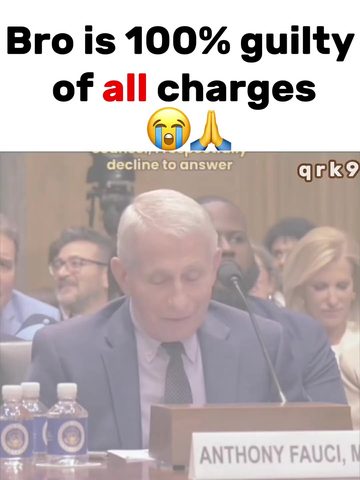 Bro is 100% guilty
of all charges
😭🙏
decline to answer
qrk9
ANTHONY FAUCI, M